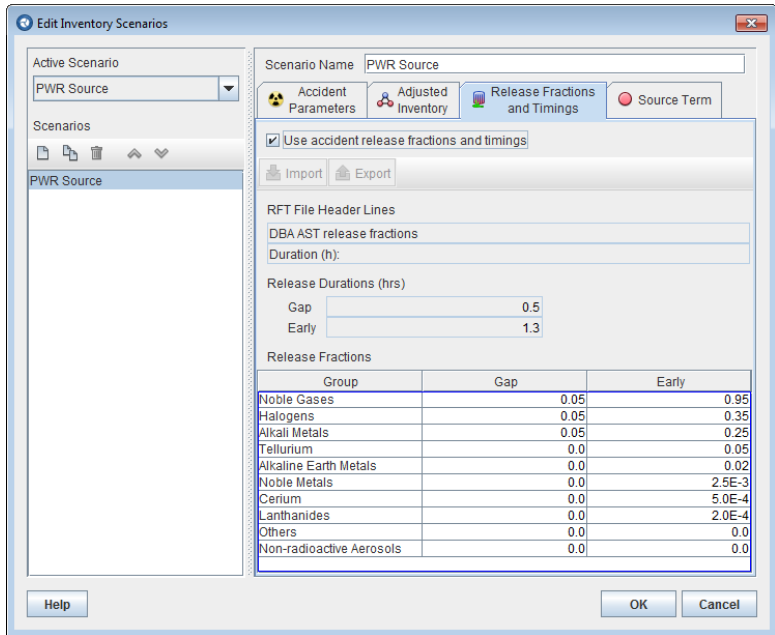 Edit Inventory Scenarios
Active Scenario
PWR Source
Scenarios
PWR Source
Scenario Name PWR Source
Accident Parameters
Adjusted Inventory
Release Fractions and Timings
Source Term
Use accident release fractions and timings
Import Export
RFT File Header Lines
DBA AST release fractions
Duration (h):
Release Durations (hrs)
Gap 0.5
Early 1.3
Release Fractions
Group Gap Early
Noble Gases 0.05 0.95
Halogens 0.05 0.35
Alkali Metals 0.05 0.25
Tellurium 0.0 0.05
Alkaline Earth Metals 0.0 0.02
Noble Metals 0.0 2.5E-3
Cerium 0.0 5.0E-4
Lanthanides 0.0 2.0E-4
Others 0.0 0.0
Non-radioactive Aerosols 0.0 0.0
Help OK Cancel